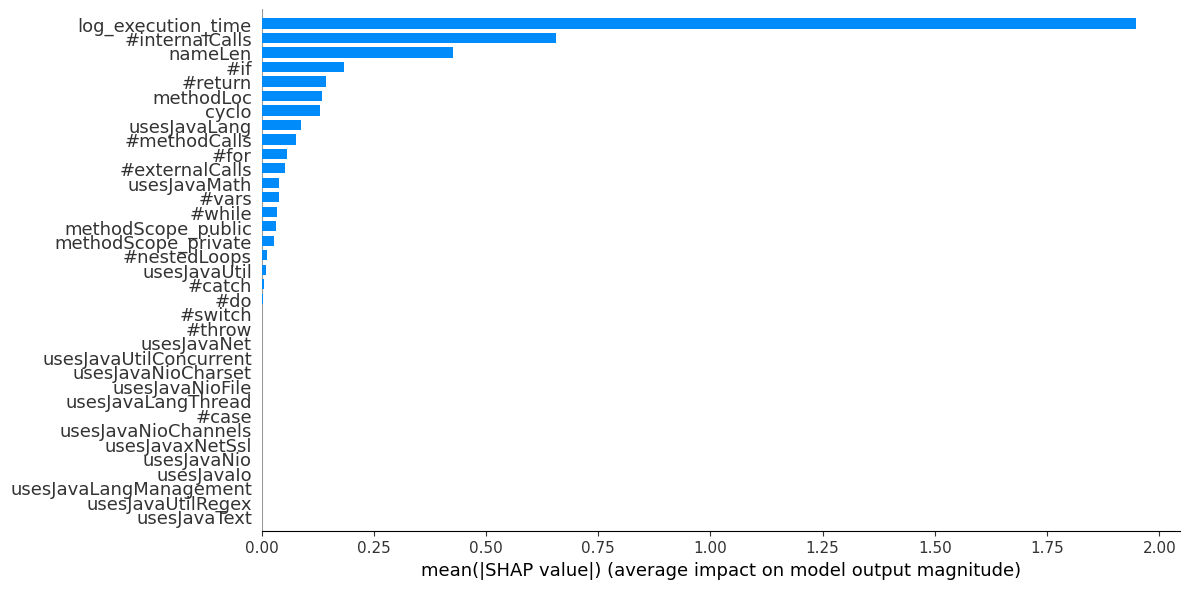 log_execution_time
#internalCalls
nameLen
#if
#return
methodLoc
cyclo
usesJavaLang
#methodCalls
#for
#externalCalls
usesJavaMath
#vars
#while
methodScope_public
methodScope_private
#nestedLoops
usesJavaUtil
#catch
#do
#switch
#throw
usesJavaNet
usesJavaUtilConcurrent
usesJavaNioCharset
usesJavaNioFile
usesJavaLangThread
#case
usesJavaNioChannels
usesJavaxNetSsl
usesJavaNio
usesJavaIo
usesJavaLangManagement
usesJavaUtilRegex
usesJavaText
0.00 0.25 0.50 0.75 1.00 1.25 1.50 1.75 2.00
mean(|SHAP value|) (average impact on model output magnitude)